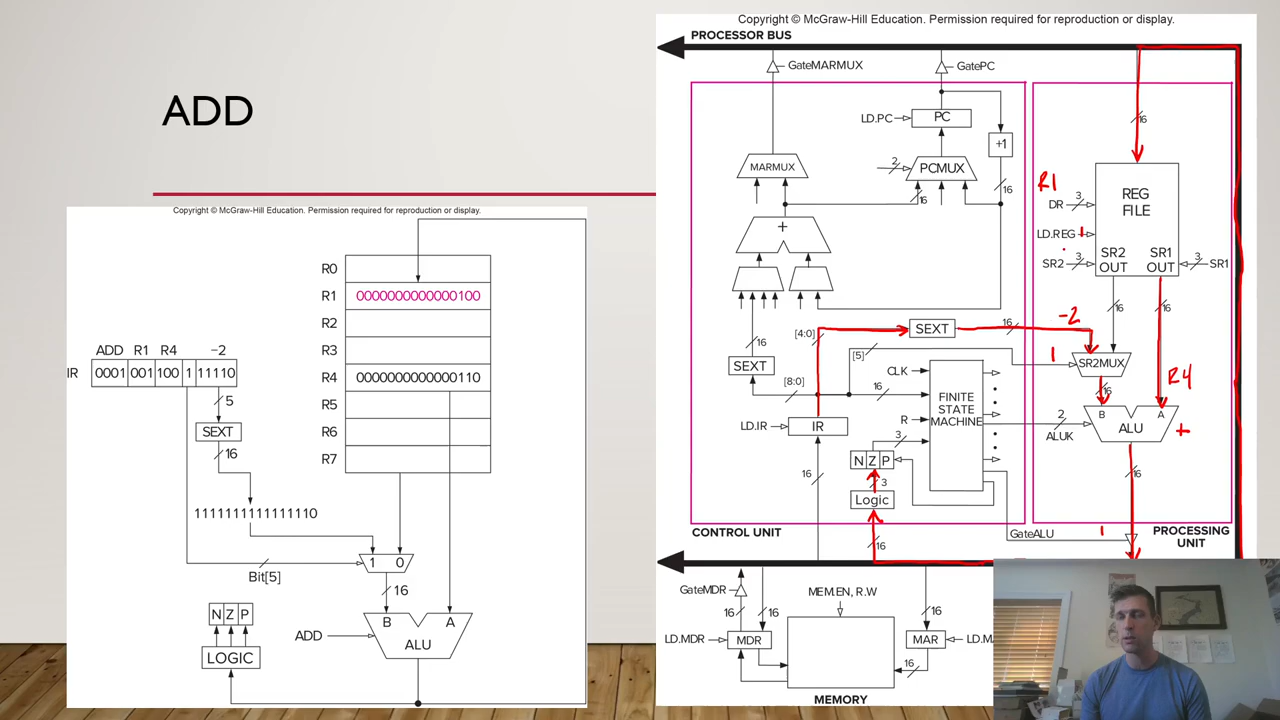 ADD
Copyright © McGraw-Hill Education. Permission required for reproduction or display.
R0
R1 0000000000000100
R2
R3
R4 0000000000000110
R5
R6
R7
ADD R1 R4 -2
IR 0001 001 100 1 11110
5
SEXT
16
1111111111111110
1 0
Bit[5]
16
N Z P
B A
ADD
ALU
LOGIC
Copyright © McGraw-Hill Education. Permission required for reproduction or display.
PROCESSOR BUS
GateMARMUX
GatePC
LD.PC
PC
16
+1
MARMUX
2
PCMUX
16
16
R1
REG FILE
DR 3
LD.REG 1
SR2 3
SR2 OUT
SR1 OUT
3 SR1
+
16
16
[4:0]
SEXT
16
-2
16
SEXT
[5]
1
SR2MUX
R4
[8:0]
16
CLK
FINITE STATE MACHINE
16
B A
ALU
+
LD.IR
IR
R
2
ALUK
3
N Z P
16
16
3
Logic
16
1
GateALU
CONTROL UNIT
PROCESSING UNIT
GateMDR
16
16
MEM.EN, R.W
16
LD.MDR
MDR
MAR
LD.MA
16
MEMORY